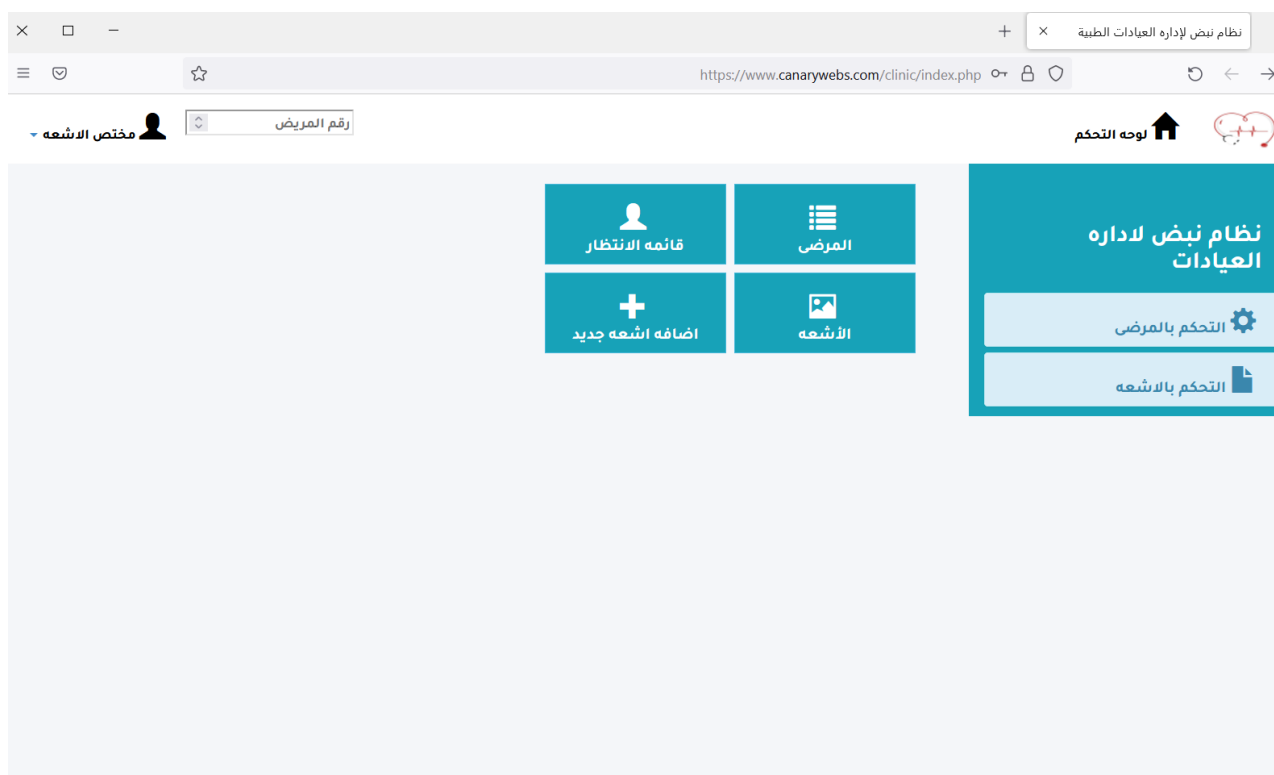 نظام نبض لإداره العيادات الطبية
https://www.canarywebs.com/clinic/index.php
لوحه التحكم
رقم المريض
مختص الاشعه
نظام نبض لاداره
العيادات
التحكم بالمرضى
التحكم بالاشعه
المرضى
قائمه الانتظار
الأشعه
اضافه اشعه جديد